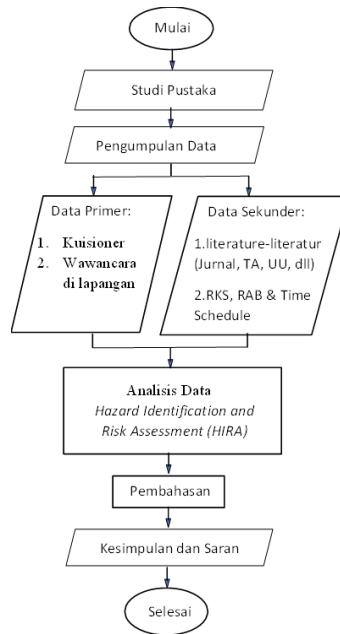 Mulai
Studi Pustaka
Pengumpulan Data
Data Primer:
1. Kuisioner
2. Wawancara
di lapangan
Data Sekunder:
1.literature-literatur
(Jurnal, TA, UU, dll)
2.RKS, RAB & Time
Schedule
Analisis Data
Hazard Identification and
Risk Assessment (HIRA)
Pembahasan
Kesimpulan dan Saran
Selesai